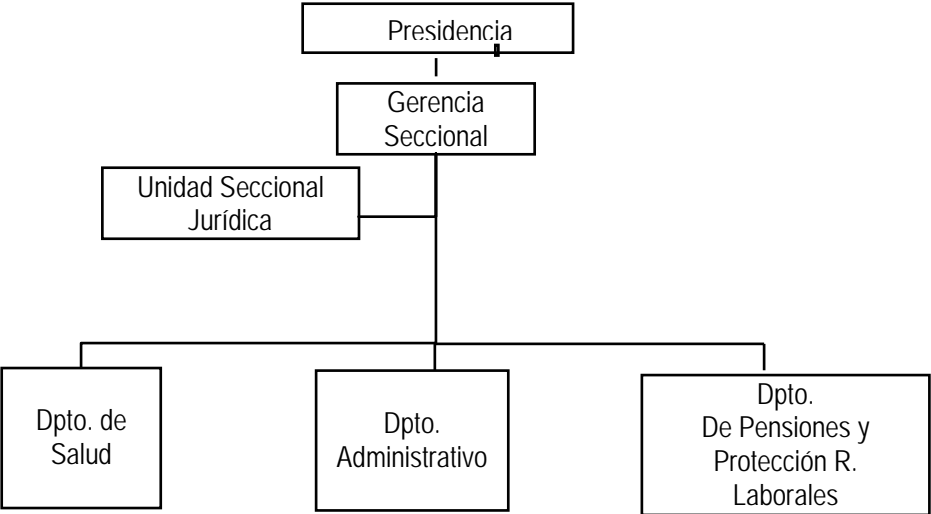 Presidencia
Gerencia
Seccional
Unidad Seccional
Jurídica
Dpto. de
Salud
Dpto.
Administrativo
Dpto.
De Pensiones y
Protección R.
Laborales